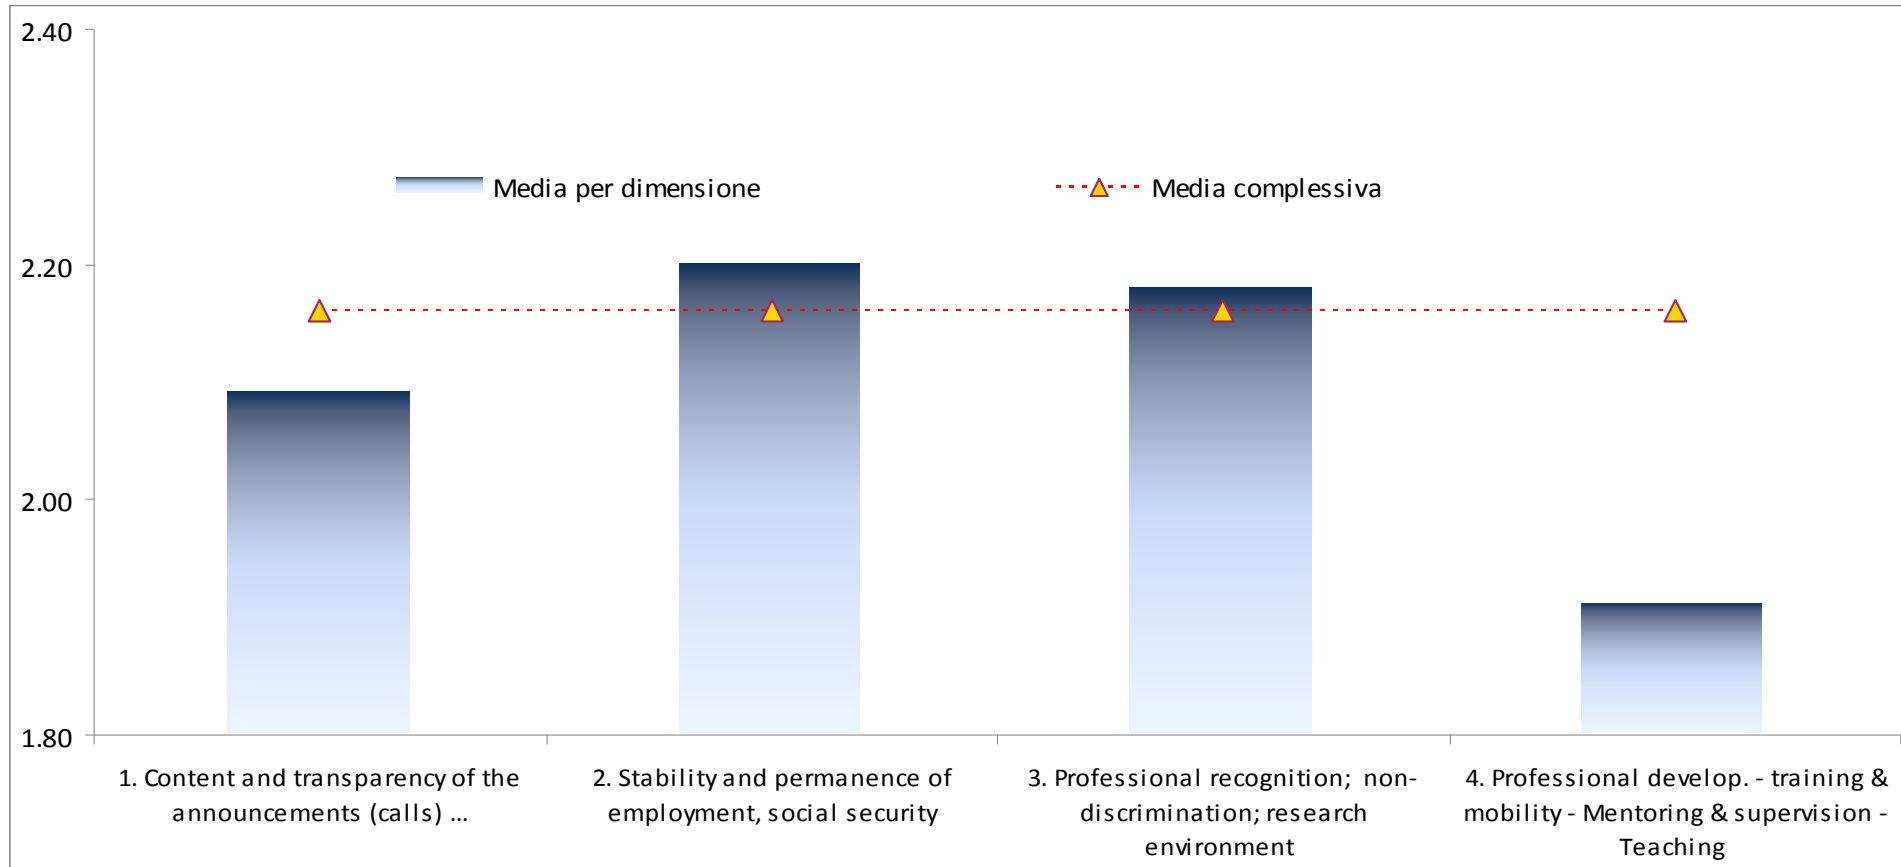 2.40
Media per dimensione
Media complessiva
2.20
2.00
1.80
1. Content and transparency of the
announcements (calls) ...
2. Stability and permanence of
employment, social security
3. Professional recognition; non-
discrimination; research
environment
4. Professional develop. - training &
mobility - Mentoring & supervision -
Teaching